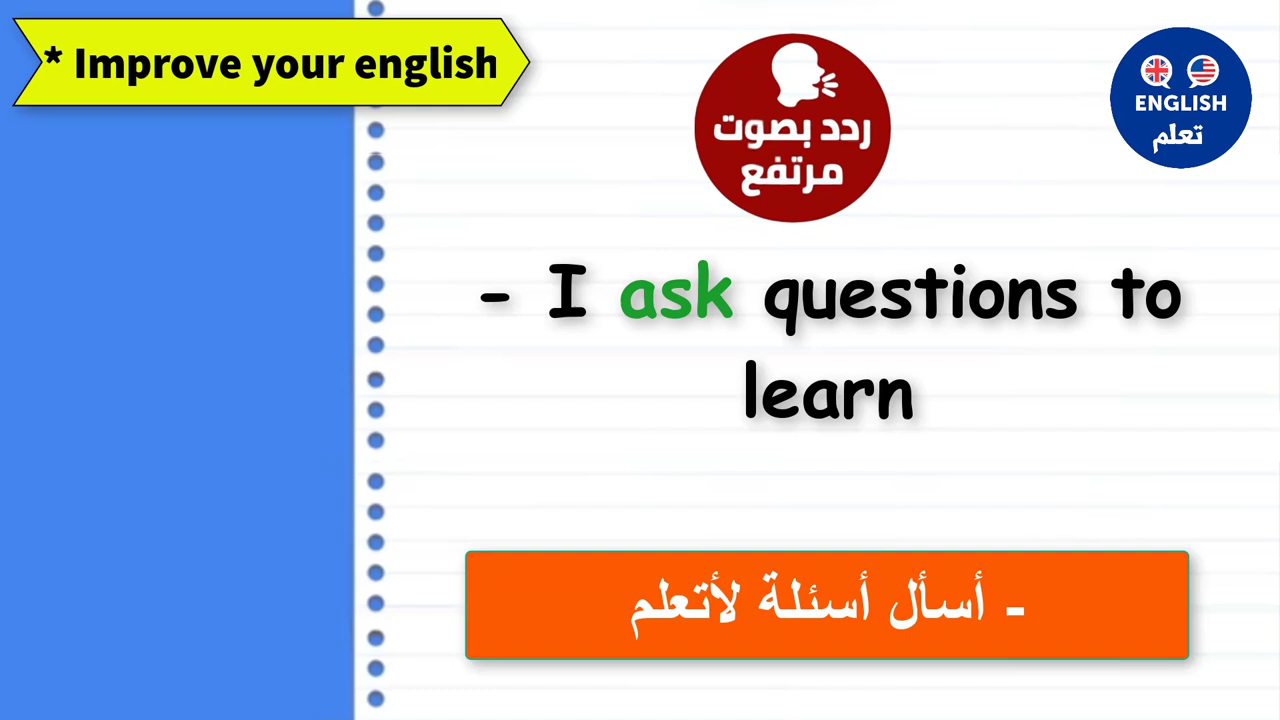 * Improve your english
ردد بصوت
مرتفع
ENGLISH
تعلم
- I ask questions to
learn
- أسأل أسئلة لأتعلم